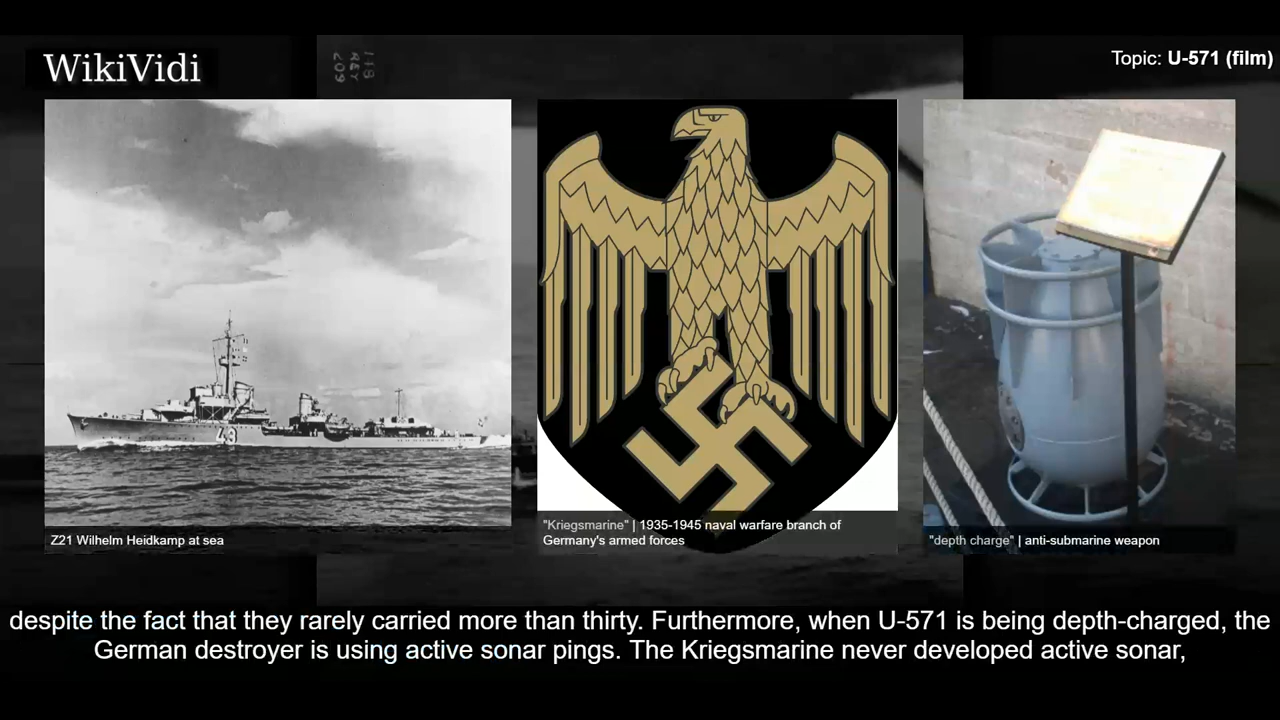 WikiVidi
Topic: U-571 (film)
43
Z21 Wilhelm Heidkamp at sea
"Kriegsmarine" | 1935-1945 naval warfare branch of
Germany's armed forces
"depth charge" | anti-submarine weapon
despite the fact that they rarely carried more than thirty. Furthermore, when U-571 is being depth-charged, the
German destroyer is using active sonar pings. The Kriegsmarine never developed active sonar,